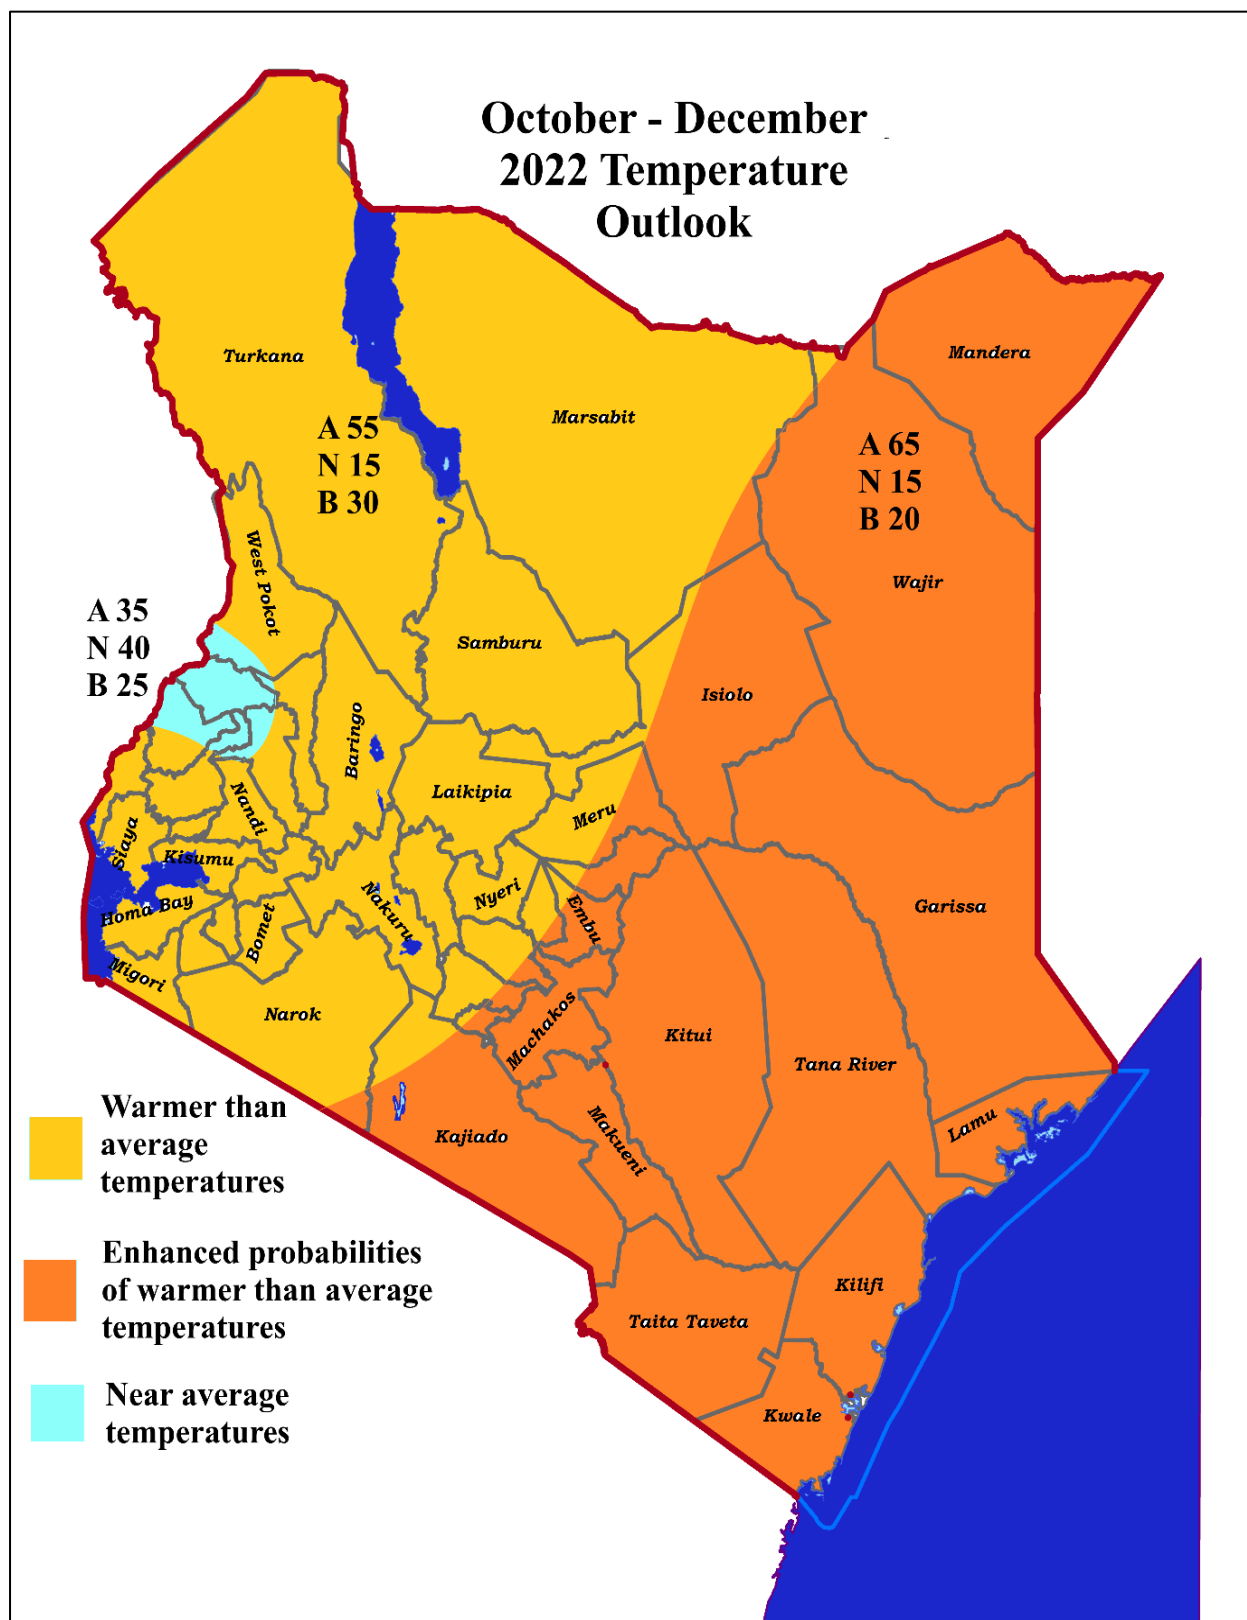 October - December
2022 Temperature
Outlook
Turkana
Marsabit
Mandera
A 55
N 15
B 30
A 65
N 15
B 20
West Pokot
Wajir
A 35
N 40
B 25
Samburu
Isiolo
Baringo
Laikipia
Meru
Nandi
Siaya
Kisumu
Homa Bay
Bomet
Nakuru
Nyeri
Embu
Garissa
Migori
Narok
Machakos
Kitui
Tana River
Lamu
Kajiado
Makueni
Kilifi
Taita Taveta
Kwale
Warmer than
average
temperatures
Enhanced probabilities
of warmer than average
temperatures
Near average
temperatures